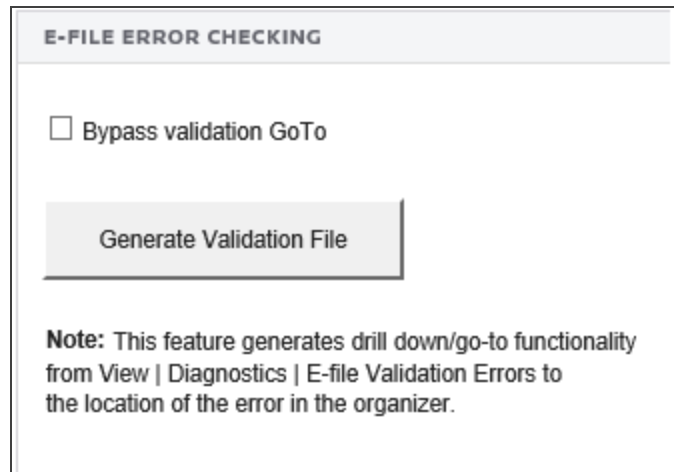 E-FILE ERROR CHECKING
Bypass validation GoTo
Generate Validation File
Note: This feature generates drill down/go-to functionality
from View | Diagnostics | E-file Validation Errors to
the location of the error in the organizer.